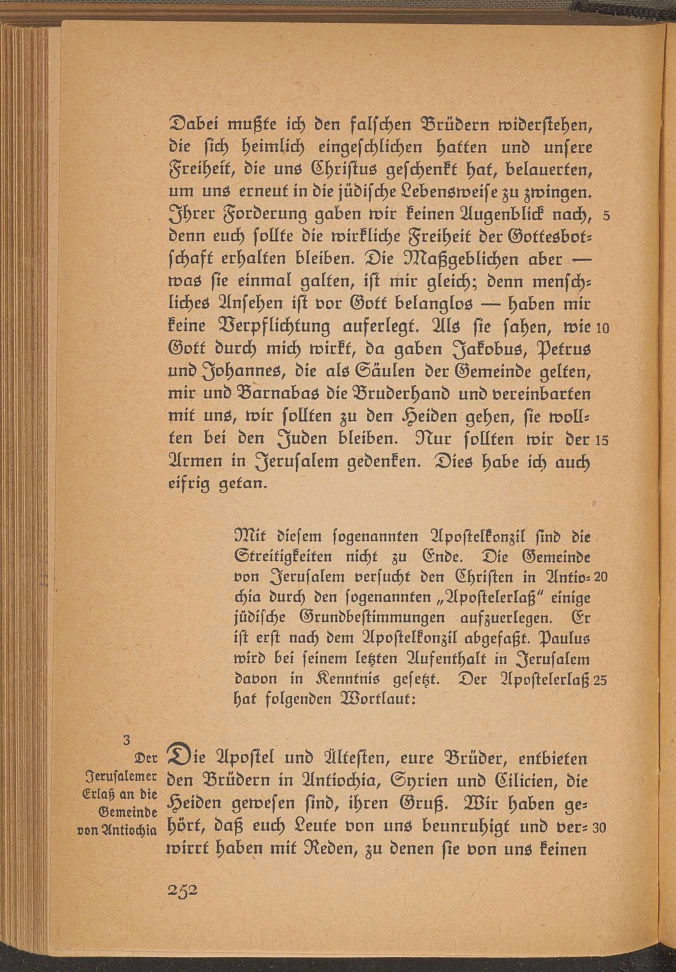 Dabei mußte ich den falschen Brüdern widerstehen,
die sich heimlich eingeschlichen hatten und unsere
Freiheit, die uns Christus geschenkt hat, belauerten,
um uns erneut in die jüdische Lebensweise zu zwingen.
Ihrer Forderung gaben wir keinen Augenblick nach, 5
denn euch sollte die wirkliche Freiheit der Gottesbot-
schaft erhalten bleiben. Die Maßgeblichen aber —
was sie einmal galten, ist mir gleich; denn mensch-
liches Ansehen ist vor Gott belanglos — haben mir
keine Verpflichtung auferlegt. Als sie sahen, wie 10
Gott durch mich wirkt, da gaben Jakobus, Petrus
und Johannes, die als Säulen der Gemeinde gelten,
mir und Barnabas die Bruderhand und vereinbarten
mit uns, wir sollten zu den Heiden gehen, sie woll-
ten bei den Juden bleiben. Nur sollten wir der 15
Armen in Jerusalem gedenken. Dies habe ich auch
eifrig getan.
Mit diesem sogenannten Apostelkonzil sind die
Streitigkeiten nicht zu Ende. Die Gemeinde
von Jerusalem versucht den Christen in Antio- 20
chia durch den sogenannten „Apostelerlaß“ einige
jüdische Grundbestimmungen aufzuerlegen. Er
ist erst nach dem Apostelkonzil abgefaßt. Paulus
wird bei seinem letzten Aufenthalt in Jerusalem
davon in Kenntnis gesetzt. Der Apostelerlaß 25
hat folgenden Wortlaut:
3
Der
Jerusalemer
Erlaß an die
Gemeinde
von Antiochia
Die Apostel und Ältesten, eure Brüder, entbieten
den Brüdern in Antiochia, Syrien und Cilicien, die
Heiden gewesen sind, ihren Gruß. Wir haben ge-
hört, daß euch Leute von uns beunruhigt und ver- 30
wirrt haben mit Reden, zu denen sie von uns keinen
252